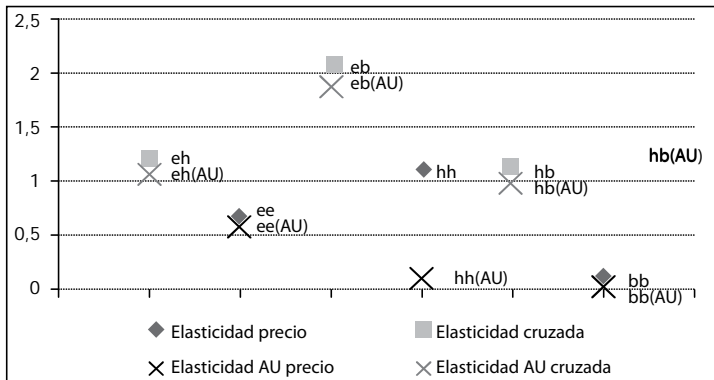 2,5
2
eb
eb(AU)
1,5
eh
eh(AU)
hb(AU)
hh
hb
hb(AU)
1
ee
ee(AU)
0,5
hh(AU)
bb
bb(AU)
0
Elasticidad precio
Elasticidad cruzada
Elasticidad AU precio
Elasticidad AU cruzada